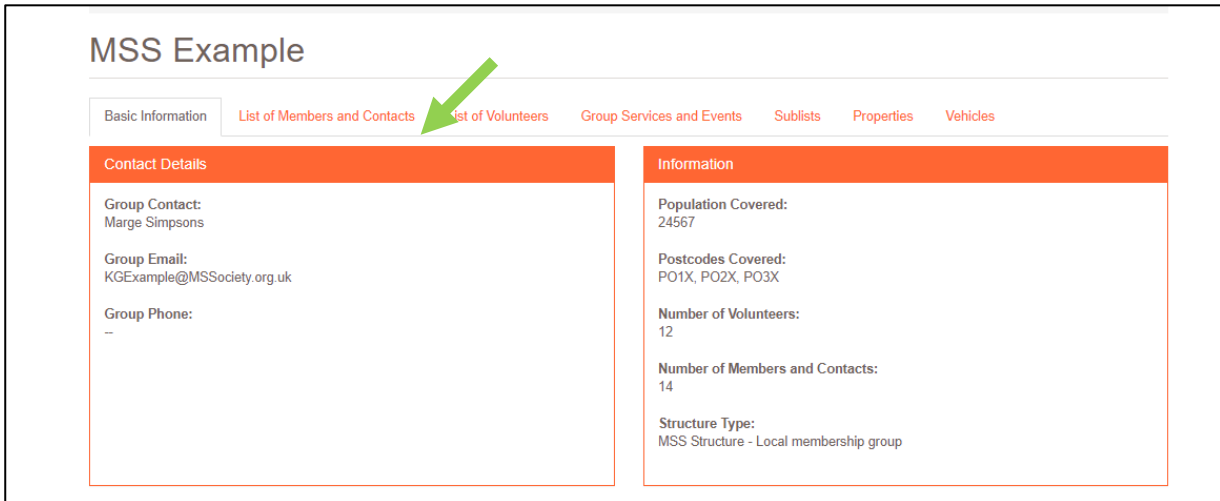 MSS Example
Basic Information List of Members and Contacts ist of Volunteers Group Services and Events Sublists Properties Vehicles
Contact Details
Group Contact:
Marge Simpsons
Group Email:
KGExample@MSSociety.org.uk
Group Phone:
--
Information
Population Covered:
24567
Postcodes Covered:
PO1X, PO2X, PO3X
Number of Volunteers:
12
Number of Members and Contacts:
14
Structure Type:
MSS Structure - Local membership group